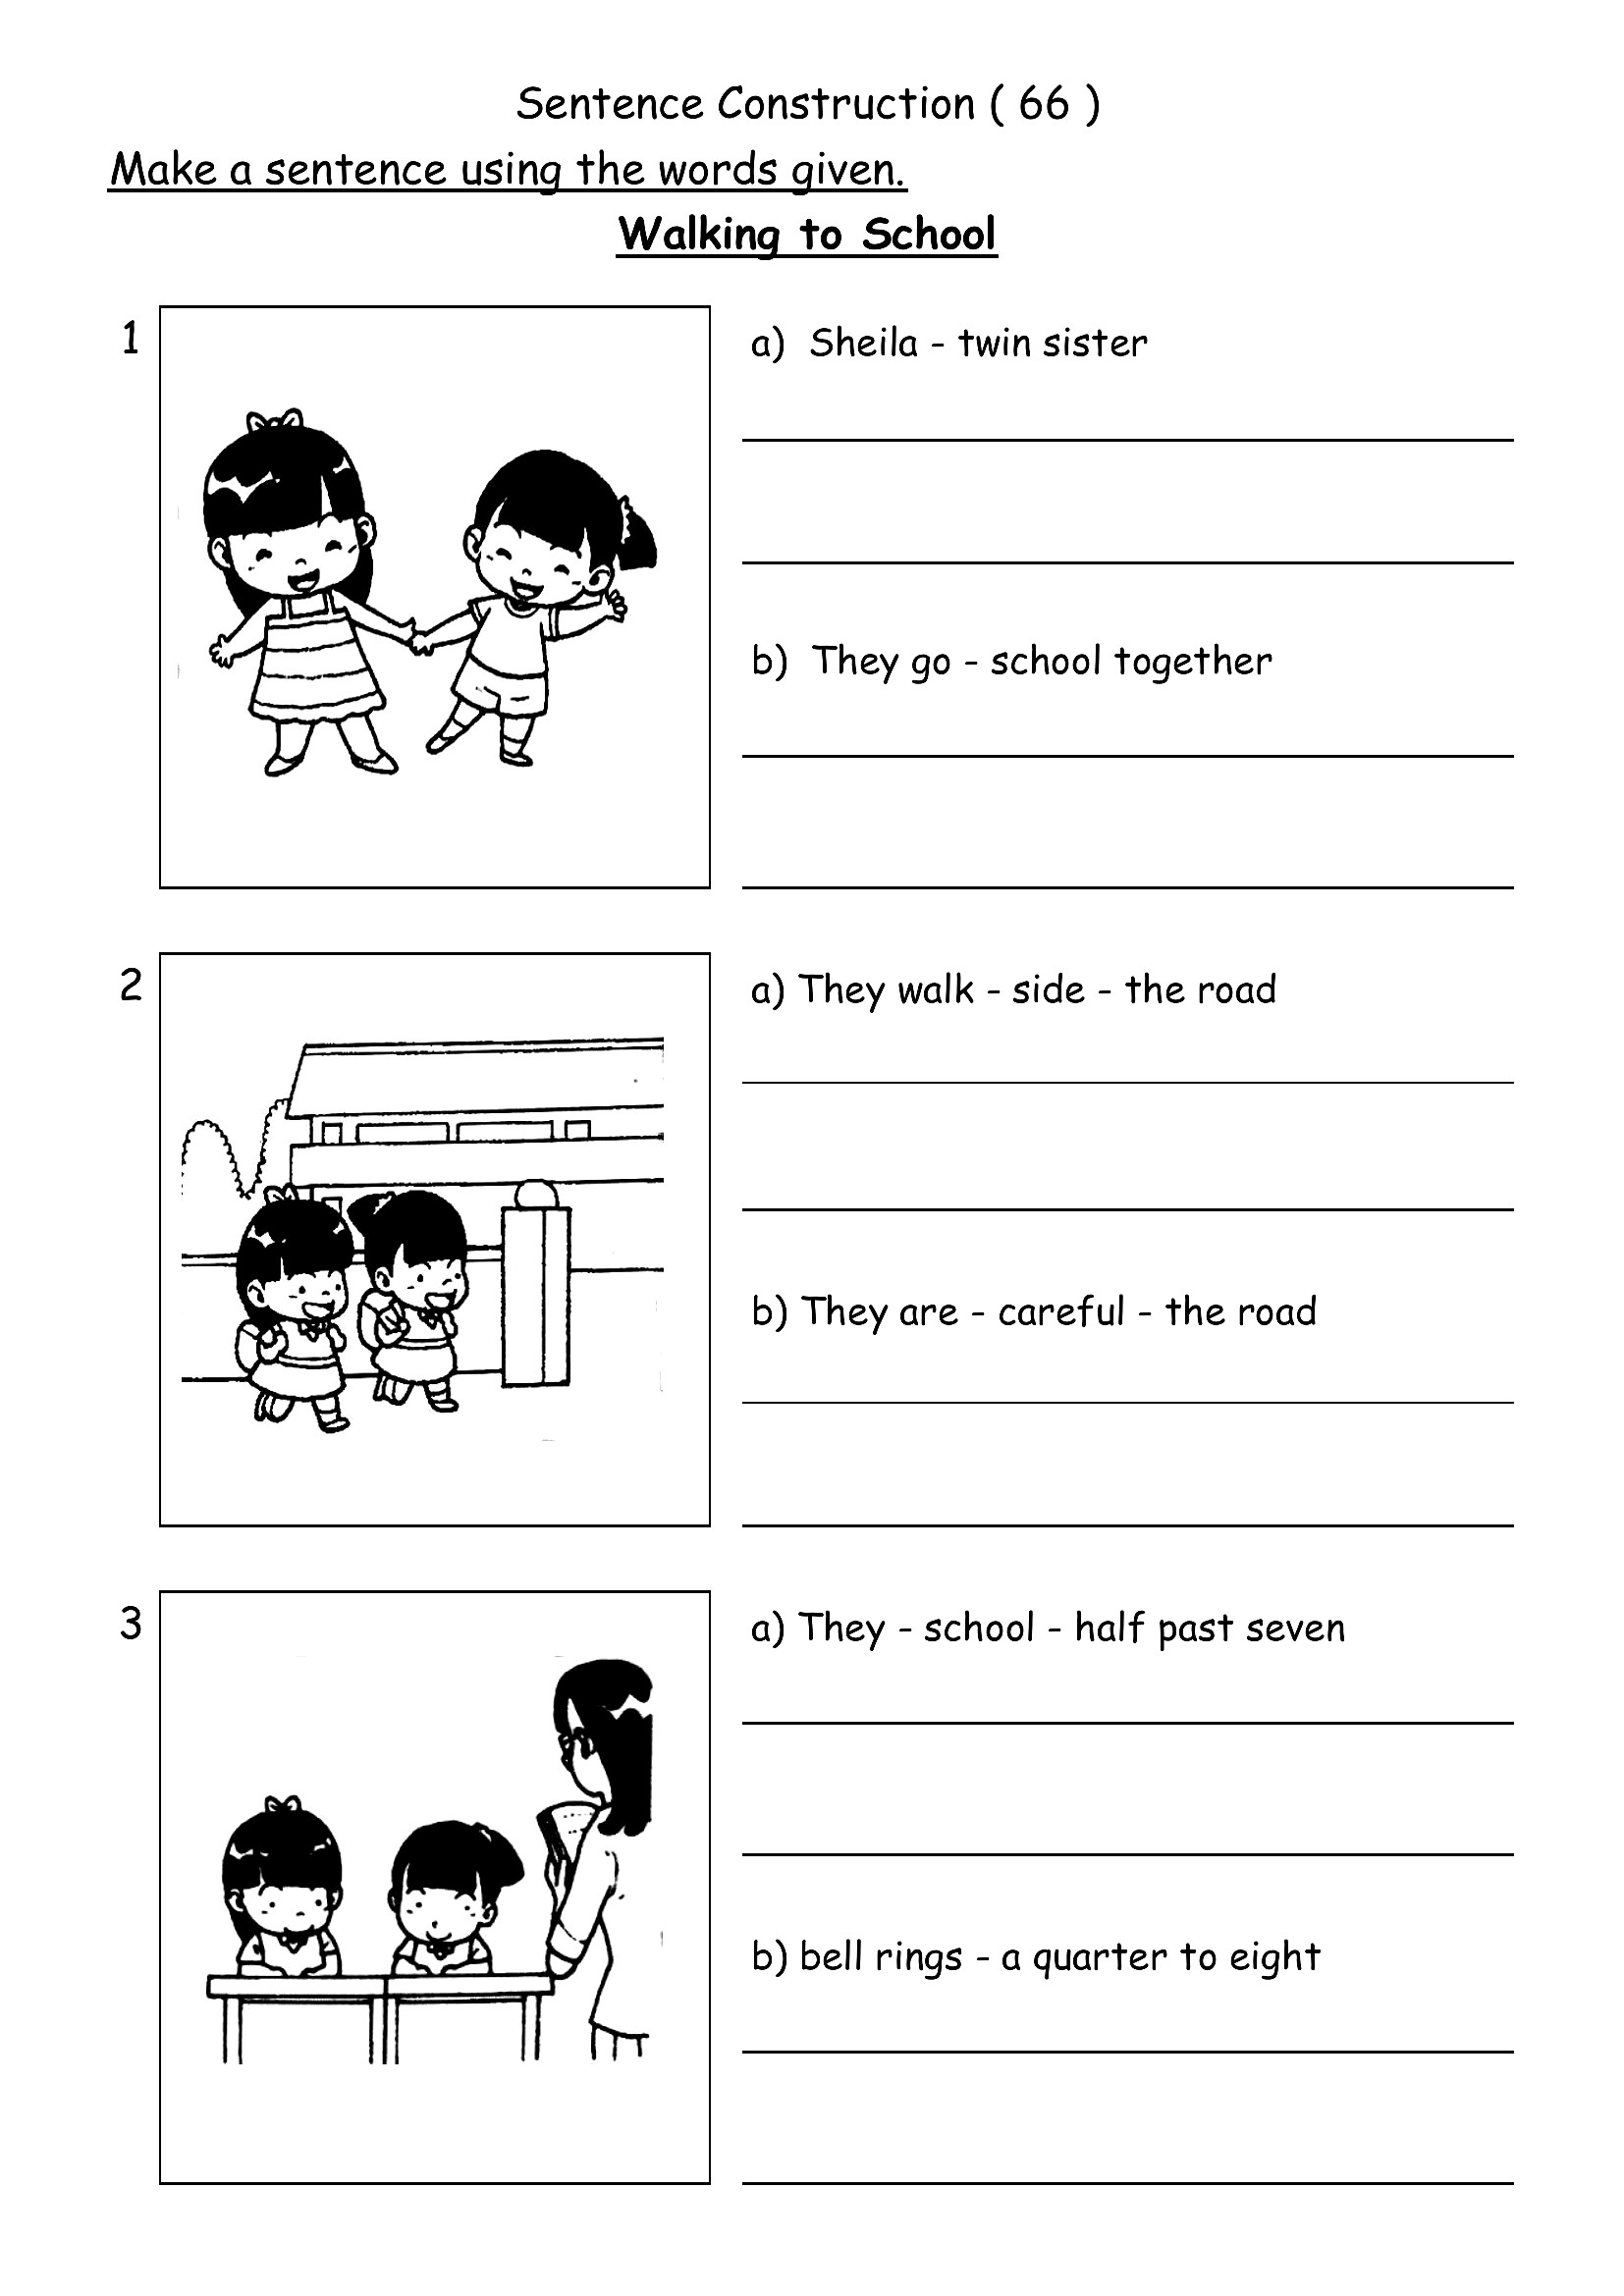 Sentence Construction ( 66 )
Make a sentence using the words given.
Walking to School
1
a) Sheila - twin sister
b) They go - school together
2
a) They walk - side - the road
b) They are - careful - the road
3
a) They - school - half past seven
b) bell rings - a quarter to eight